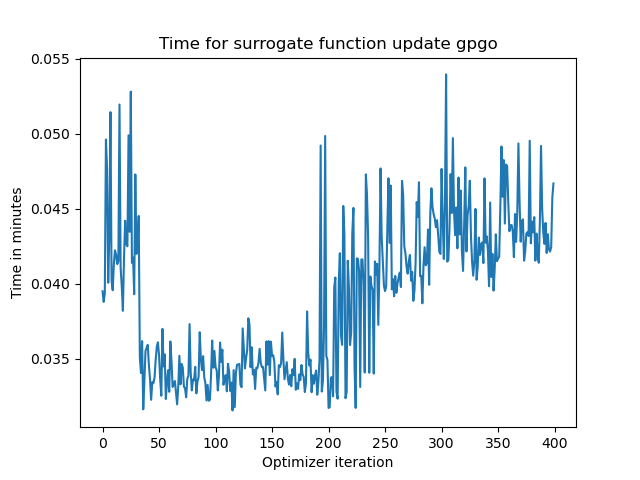 Time for surrogate function update gpgo
0.055
0.050
0.045
0.040
0.035
Time in minutes
0 50 100 150 200 250 300 350 400
Optimizer iteration